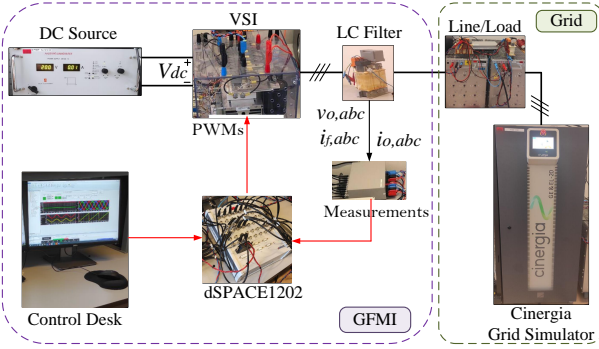 DC Source
VSI
LC Filter
Line/Load
Grid
Vdc
+
−
PWMs
vo,abc
if,abc
io,abc
Measurements
dSPACE1202
Control Desk
GFMI
cinergia
Cinergia
Grid Simulator